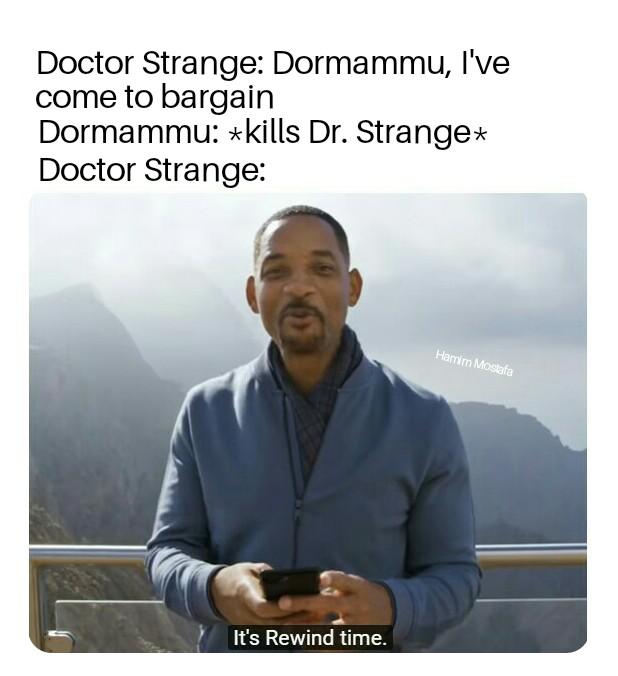 Doctor Strange: Dormammu, I've
come to bargain
Dormammu: *kills Dr. Strange*
Doctor Strange:
Hamim Mostafa
It's Rewind time.